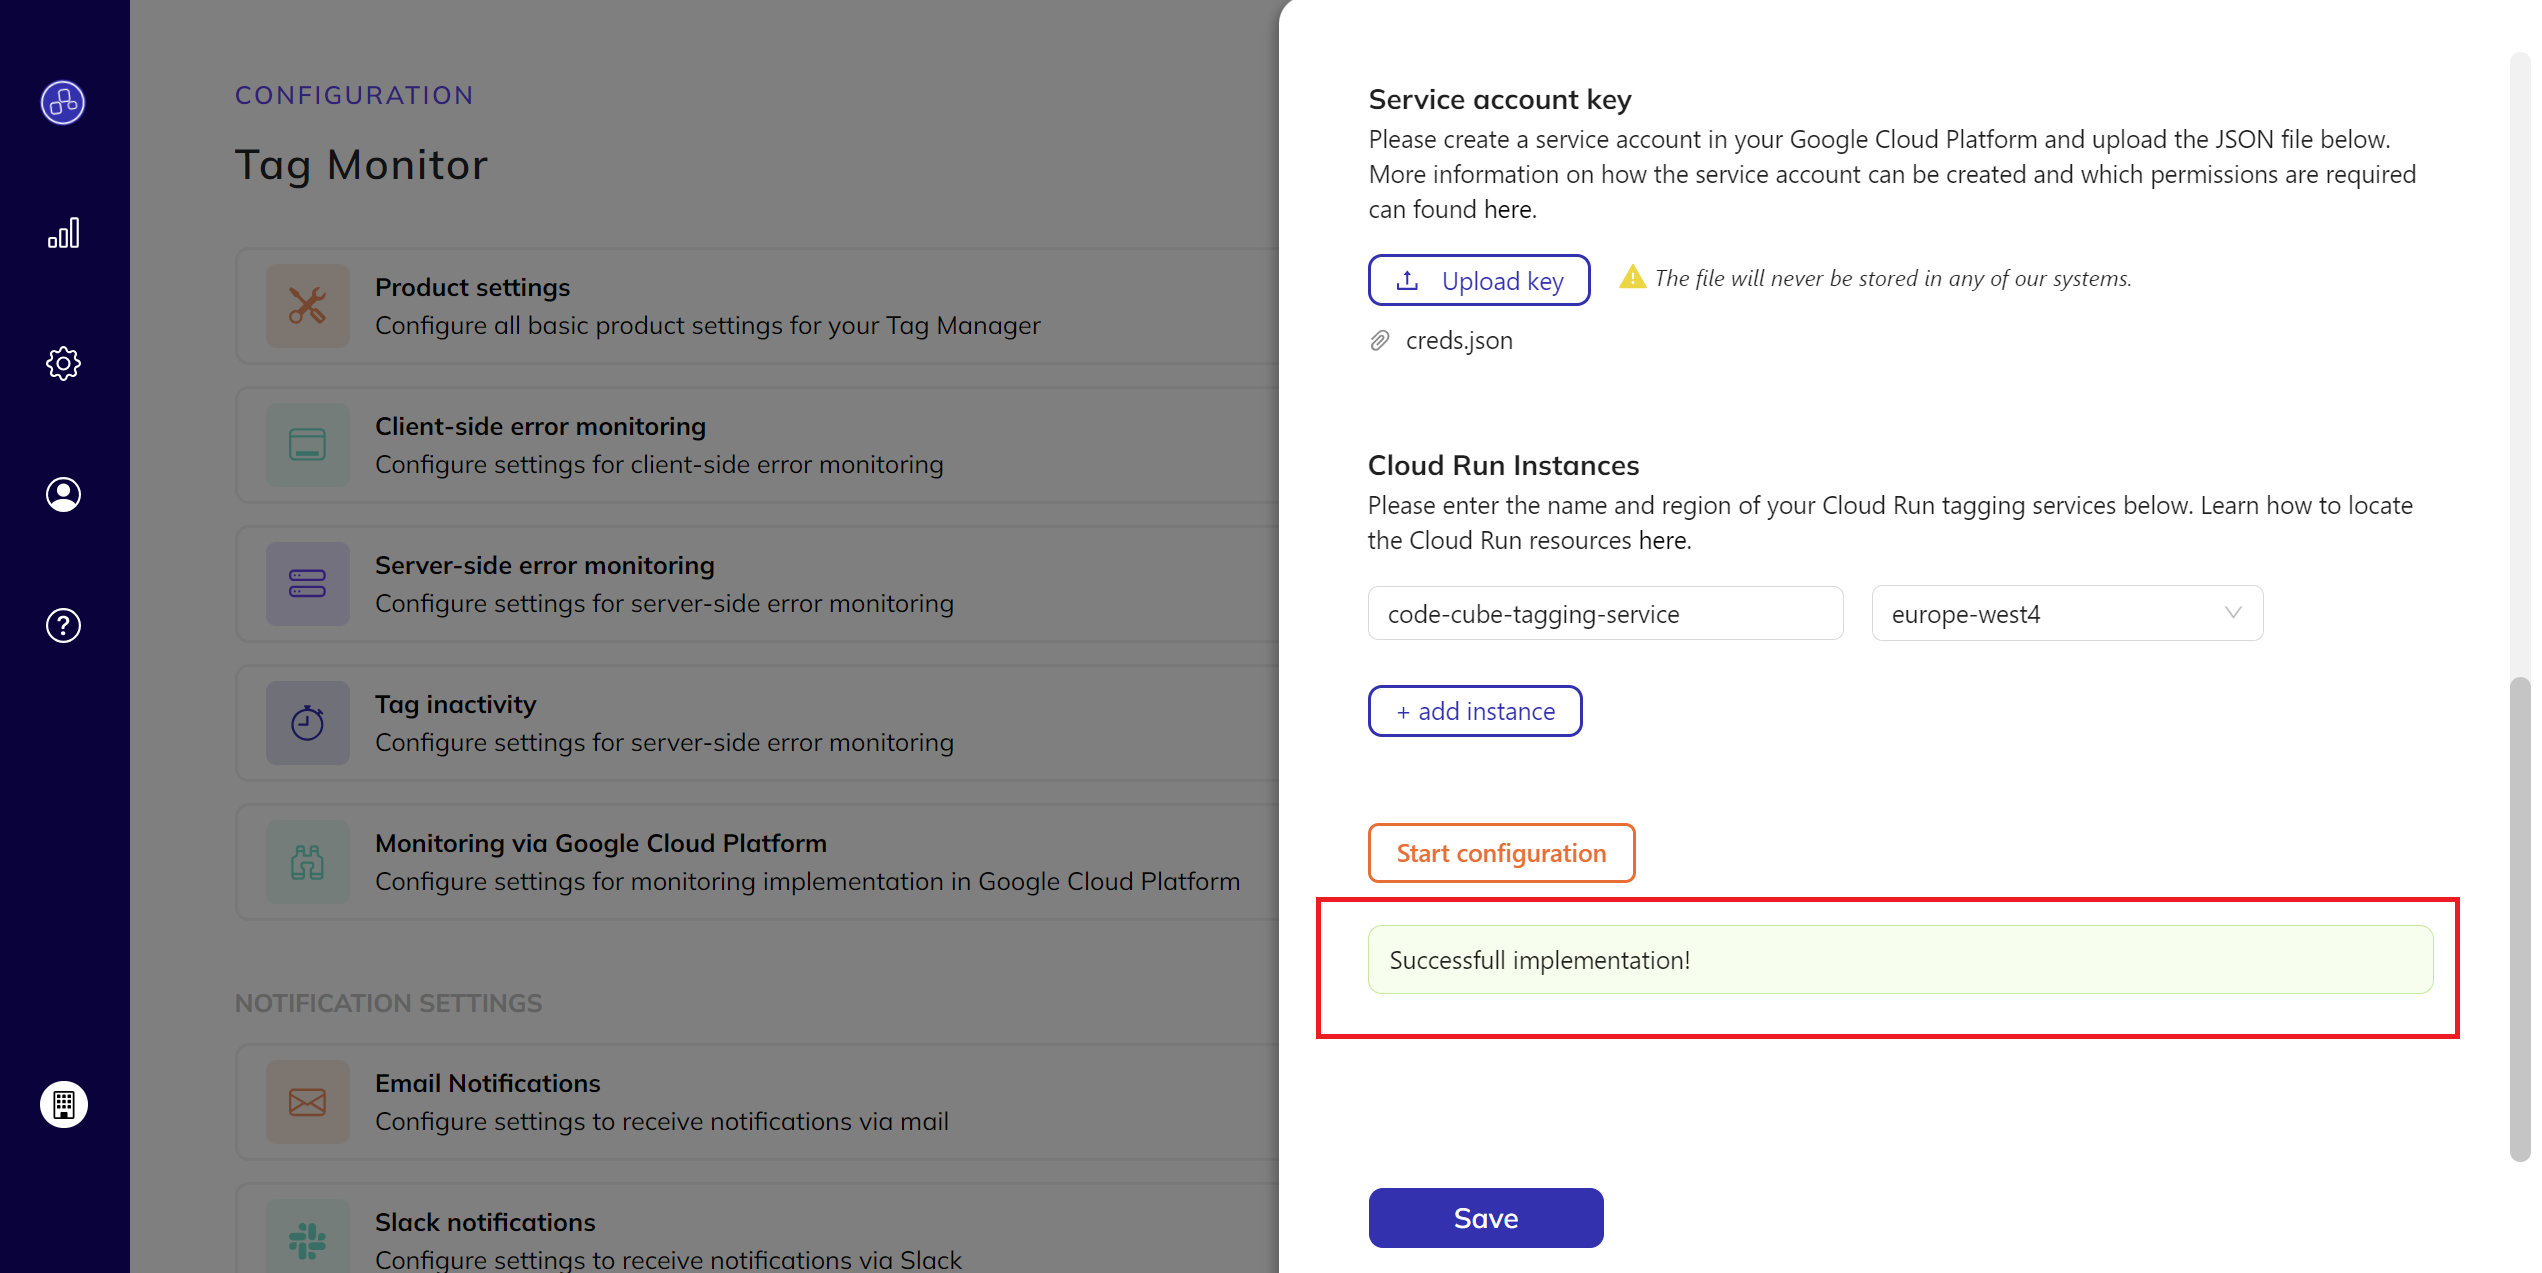 CONFIGURATION
Tag Monitor
Product settings
Configure all basic product settings for your Tag Manager
Client-side error monitoring
Configure settings for client-side error monitoring
Server-side error monitoring
Configure settings for server-side error monitoring
Tag inactivity
Configure settings for server-side error monitoring
Monitoring via Google Cloud Platform
Configure settings for monitoring implementation in Google Cloud Platform
NOTIFICATION SETTINGS
Email Notifications
Configure settings to receive notifications via mail
Slack notifications
Configure settings to receive notifications via Slack
Service account key
Please create a service account in your Google Cloud Platform and upload the JSON file below.
More information on how the service account can be created and which permissions are required
can found here.
Upload key
The file will never be stored in any of our systems.
creds.json
Cloud Run Instances
Please enter the name and region of your Cloud Run tagging services below. Learn how to locate
the Cloud Run resources here.
code-cube-tagging-service
europe-west4
+ add instance
Start configuration
Successfull implementation!
Save